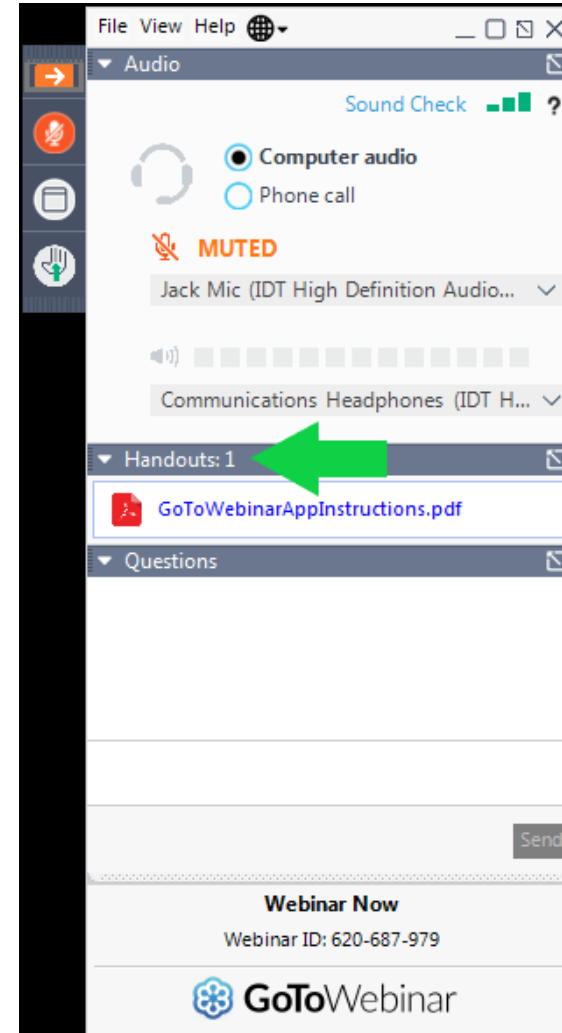 File View Help
Audio
Sound Check ?
Computer audio
Phone call
MUTED
Jack Mic (IDT High Definition Audio...
Communications Headphones (IDT H...
Handouts: 1
GoToWebinarAppInstructions.pdf
Questions
Send
Webinar Now
Webinar ID: 620-687-979
GoToWebinar